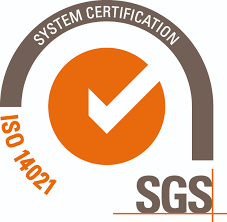 SYSTEM CERTIFICATION
ISO 14021
SGS